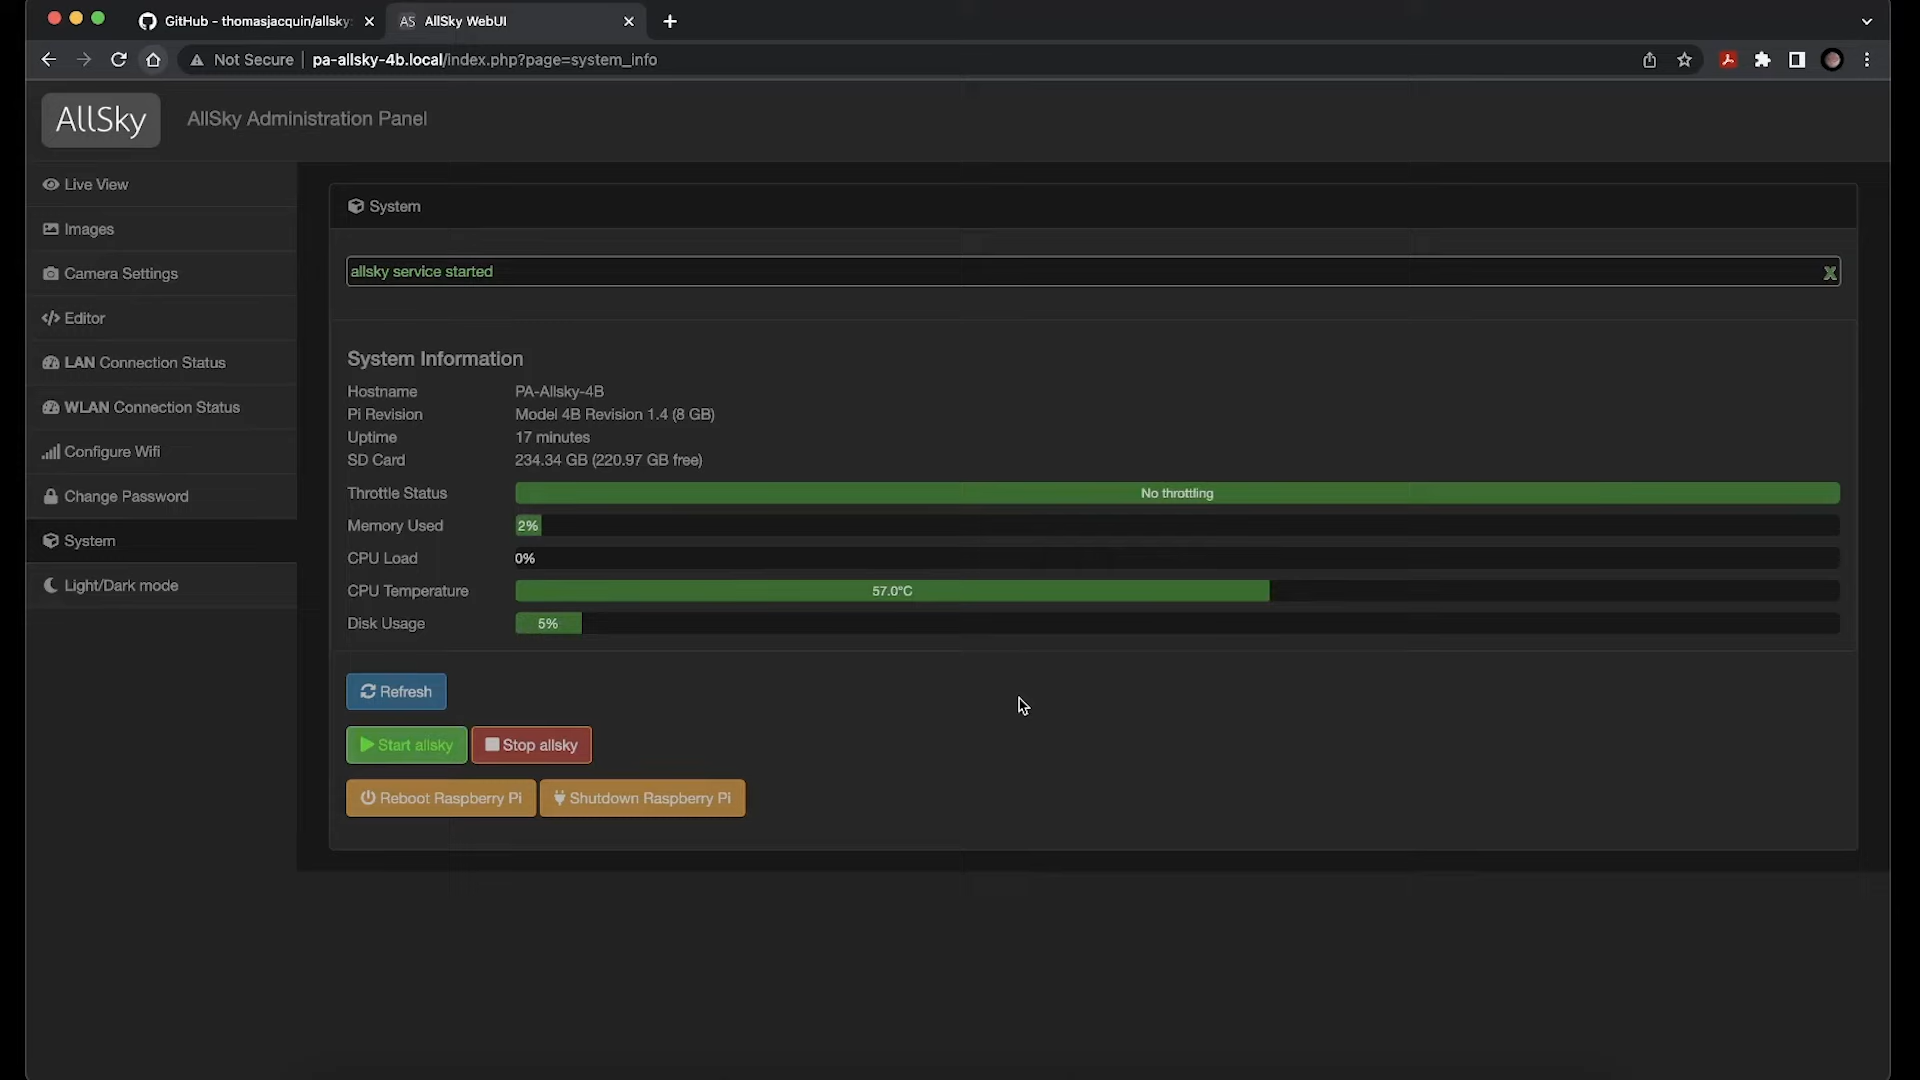 GitHub - thomasjacquin/allsky:
AS AllSky WebUI
Not Secure pa-allsky-4b.local/index.php?page=system_info
AllSky AllSky Administration Panel
Live View
Images
Camera Settings
Editor
LAN Connection Status
WLAN Connection Status
Configure Wifi
Change Password
System
Light/Dark mode
System
allsky service started X
System Information
Hostname PA-Allsky-4B
Pi Revision Model 4B Revision 1.4 (8 GB)
Uptime 17 minutes
SD Card 234.34 GB (220.97 GB free)
Throttle Status No throttling
Memory Used 2%
CPU Load 0%
CPU Temperature 57.0°C
Disk Usage 5%
Refresh
Start allsky Stop allsky
Reboot Raspberry Pi Shutdown Raspberry Pi